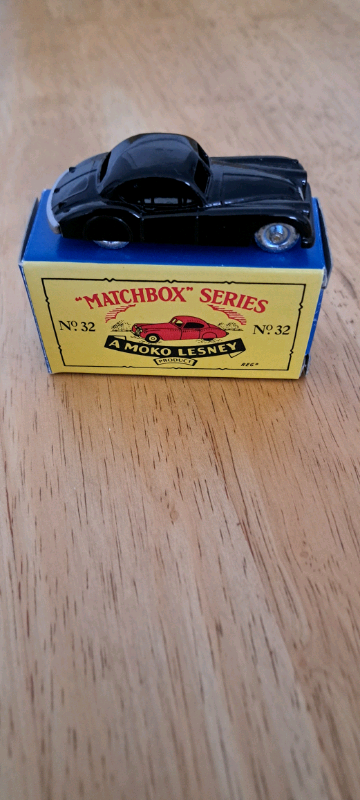 "MATCHBOX" SERIES
No. 32 No. 32
A MOKO LESNEY
PRODUCT
REGD